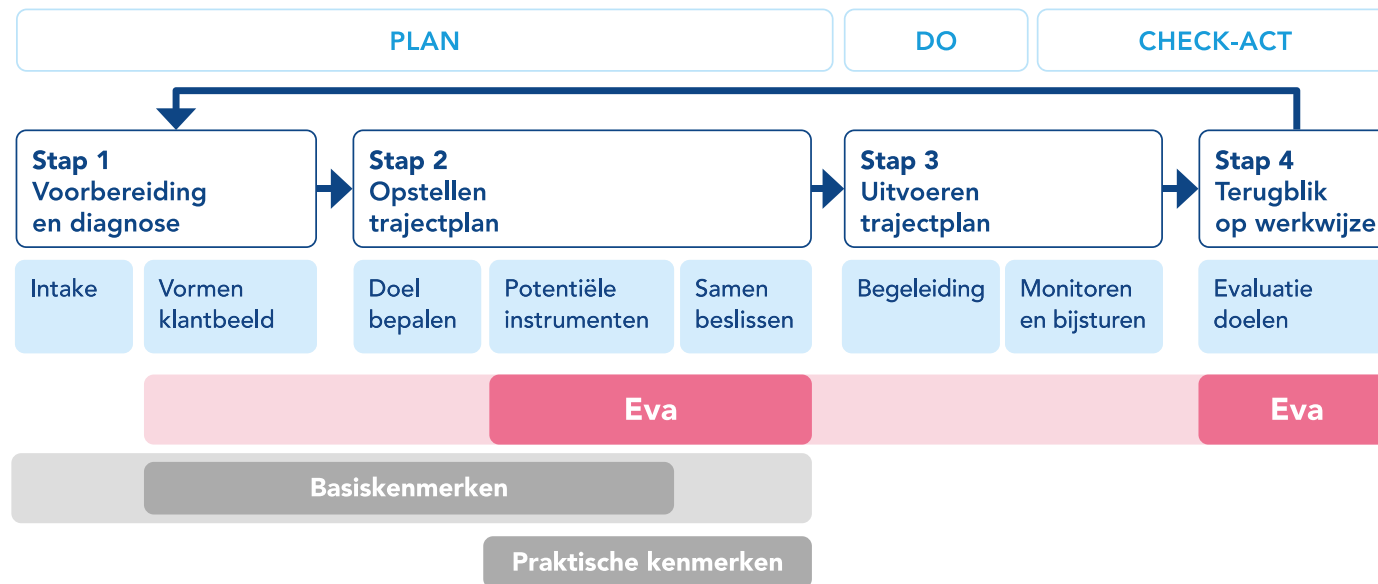 PLAN
DO
CHECK-ACT
Stap 1
Voorbereiding
en diagnose
Stap 2
Opstellen
trajectplan
Stap 3
Uitvoeren
trajectplan
Stap 4
Terugblik
op werkwijze
Intake
Vormen
klantbeeld
Doel
bepalen
Potentiële
instrumenten
Samen
beslissen
Begeleiding
Monitoren
en bijsturen
Evaluatie
doelen
Eva
Eva
Basiskenmerken
Praktische kenmerken